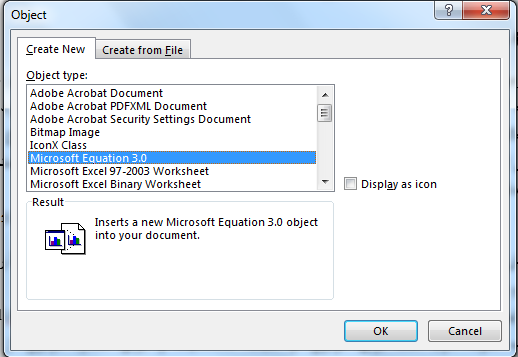 Object
?
Create New
Create from File
Object type:
Adobe Acrobat Document
Adobe Acrobat PDFXML Document
Adobe Acrobat Security Settings Document
Bitmap Image
IconX Class
Microsoft Equation 3.0
Microsoft Excel 97-2003 Worksheet
Microsoft Excel Binary Worksheet
Display as icon
Result
Inserts a new Microsoft Equation 3.0 object
into your document.
OK
Cancel